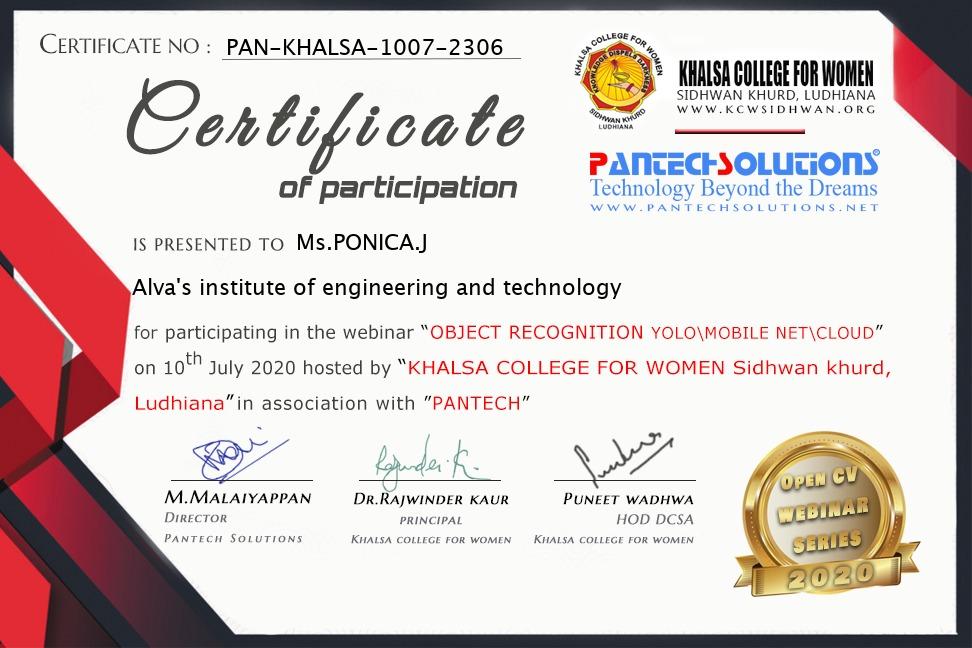 CERTIFICATE NO : PAN-KHALSA-1007-2306
KHALSA COLLEGE FOR WOMEN
KNOWLEDGE DISPELS DARKNESS
SIDHWAN KHURD
LUDHIANA
KHALSA COLLEGE FOR WOMEN
SIDHWAN KHURD, LUDHIANA
WWW.KCWSIDHWAN.ORG
Certificate
of participation
PANTECHSOLUTIONS®
Technology Beyond the Dreams
WWW.PANTECHSOLUTIONS.NET
IS PRESENTED TO Ms.PONICA.J
Alva's institute of engineering and technology
for participating in the webinar “OBJECT RECOGNITION YOLO\MOBILE NET\CLOUD”
on 10th July 2020 hosted by “KHALSA COLLEGE FOR WOMEN Sidhwan khurd,
Ludhiana”in association with ”PANTECH”
Rajwinder K.
M.MALAIYAPPAN DR.RAJWINDER KAUR PUNEET WADHWA
DIRECTOR PRINCIPAL HOD DCSA
PANTECH SOLUTIONS KHALSA COLLEGE FOR WOMEN KHALSA COLLEGE FOR WOMEN
OPEN CV
WEBINAR
SERIES
2020